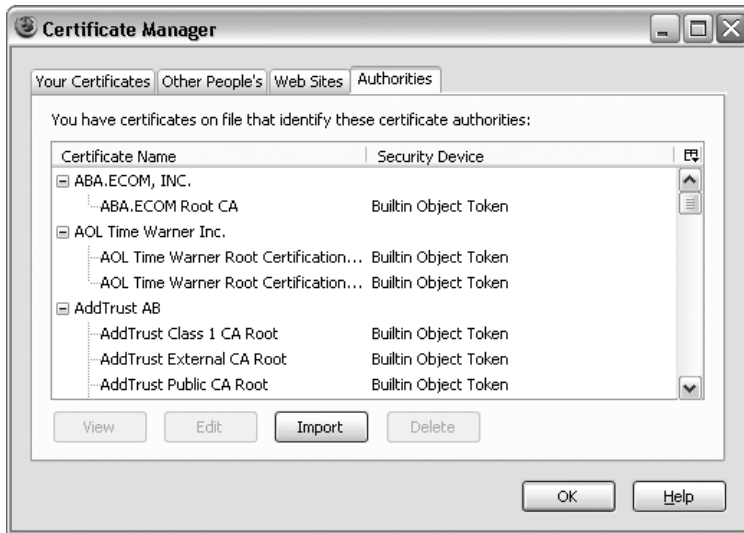 Certificate Manager
Your Certificates Other People's Web Sites Authorities
You have certificates on file that identify these certificate authorities:
Certificate Name Security Device
ABA.ECOM, INC.
ABA.ECOM Root CA Builtin Object Token
AOL Time Warner Inc.
AOL Time Warner Root Certification... Builtin Object Token
AOL Time Warner Root Certification... Builtin Object Token
AddTrust AB
AddTrust Class 1 CA Root Builtin Object Token
AddTrust External CA Root Builtin Object Token
AddTrust Public CA Root Builtin Object Token
View Edit Import Delete
OK Help